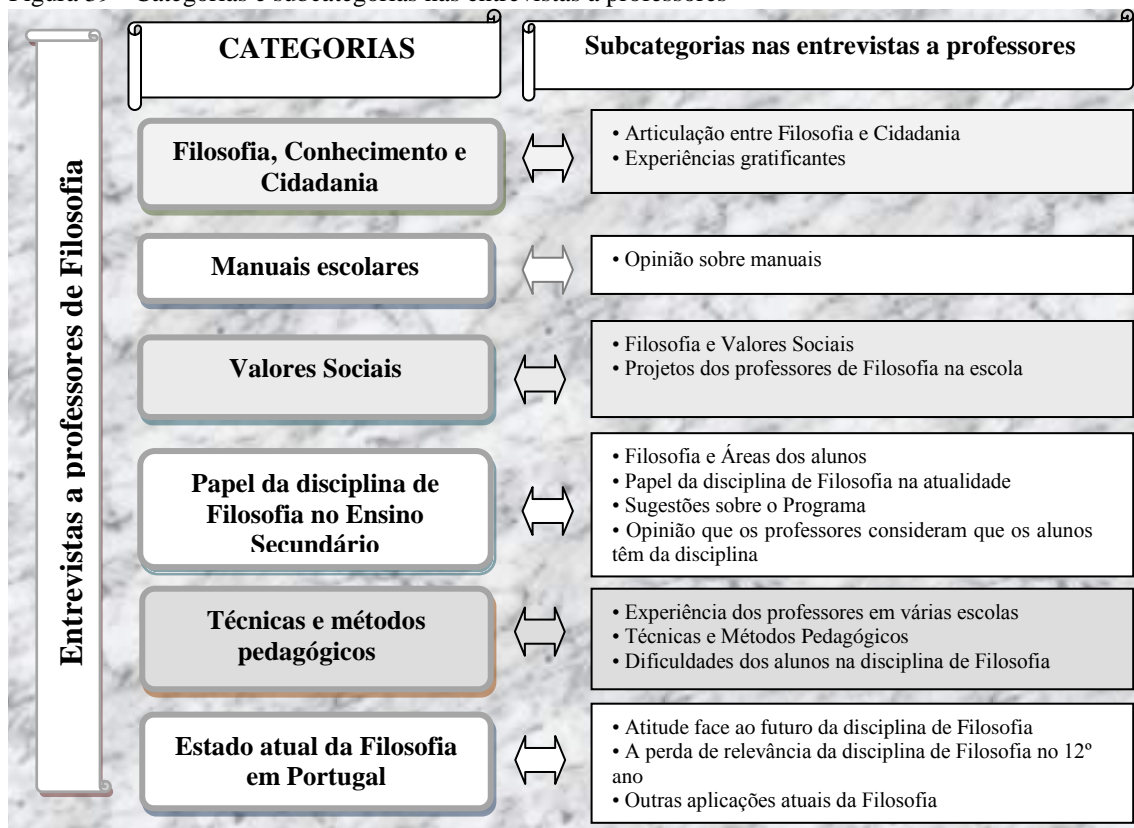 Figura 39 – Categorias e subcategorias nas entrevistas a professores
Entrevistas a professores de Filosofia
CATEGORIAS
Subcategorias nas entrevistas a professores
Filosofia, Conhecimento e
Cidadania
• Articulação entre Filosofia e Cidadania
• Experiências gratificantes
Manuais escolares
• Opinião sobre manuais
Valores Sociais
• Filosofia e Valores Sociais
• Projetos dos professores de Filosofia na escola
Papel da disciplina de
Filosofia no Ensino
Secundário
• Filosofia e Áreas dos alunos
• Papel da disciplina de Filosofia na atualidade
• Sugestões sobre o Programa
• Opinião que os professores consideram que os alunos
têm da disciplina
Técnicas e métodos
pedagógicos
• Experiência dos professores em várias escolas
• Técnicas e Métodos Pedagógicos
• Dificuldades dos alunos na disciplina de Filosofia
Estado atual da Filosofia
em Portugal
• Atitude face ao futuro da disciplina de Filosofia
• A perda de relevância da disciplina de Filosofia no 12º
ano
• Outras aplicações atuais da Filosofia